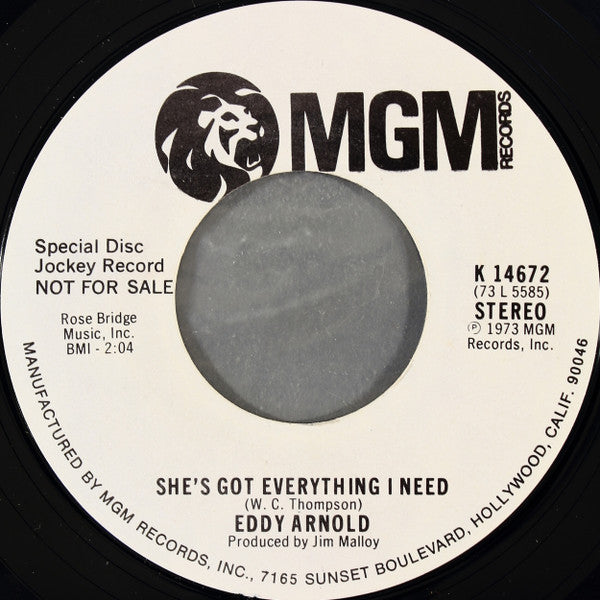 MGM
RECORDS
Special Disc
Jockey Record
NOT FOR SALE
Rose Bridge
Music, Inc.
BMI - 2:04
K 14672
(73 L 5585)
STEREO
℗ 1973 MGM
Records, Inc.
SHE'S GOT EVERYTHING I NEED
(W. C. Thompson)
EDDY ARNOLD
Produced by Jim Malloy
MANUFACTURED BY MGM RECORDS, INC., 7165 SUNSET BOULEVARD, HOLLYWOOD, CALIF. 90046